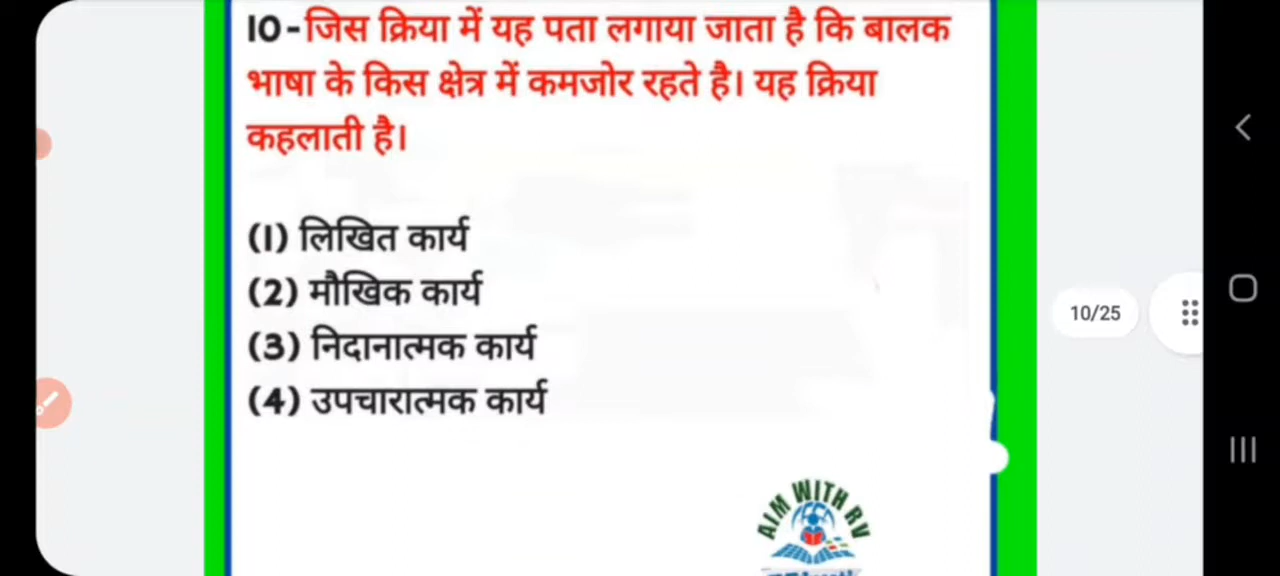 10-जिस क्रिया में यह पता लगाया जाता है कि बालक
भाषा के किस क्षेत्र में कमजोर रहते है। यह क्रिया
कहलाती है।
(1) लिखित कार्य
(2) मौखिक कार्य
10/25
(3) निदानात्मक कार्य
(4) उपचारात्मक कार्य
AIM WITH RV